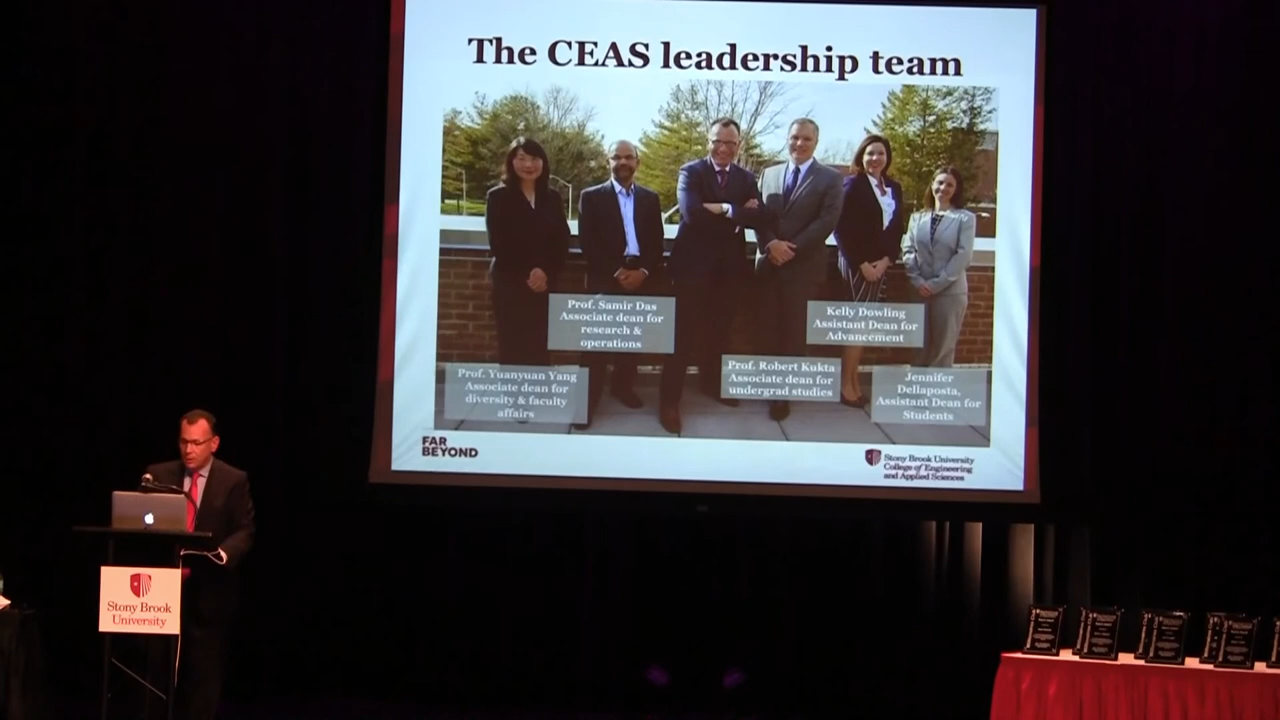 The CEAS leadership team
Prof. Samir Das
Associate dean for
research &
operations
Kelly Dowling
Assistant Dean for
Advancement
Prof. Yuanyuan Yang
Associate dean for
diversity & faculty
affairs
Prof. Robert Kukta
Associate dean for
undergrad studies
Jennifer
Dellaposta,
Assistant Dean for
Students
FAR
BEYOND
Stony Brook University
College of Engineering
and Applied Sciences
Stony Brook
University